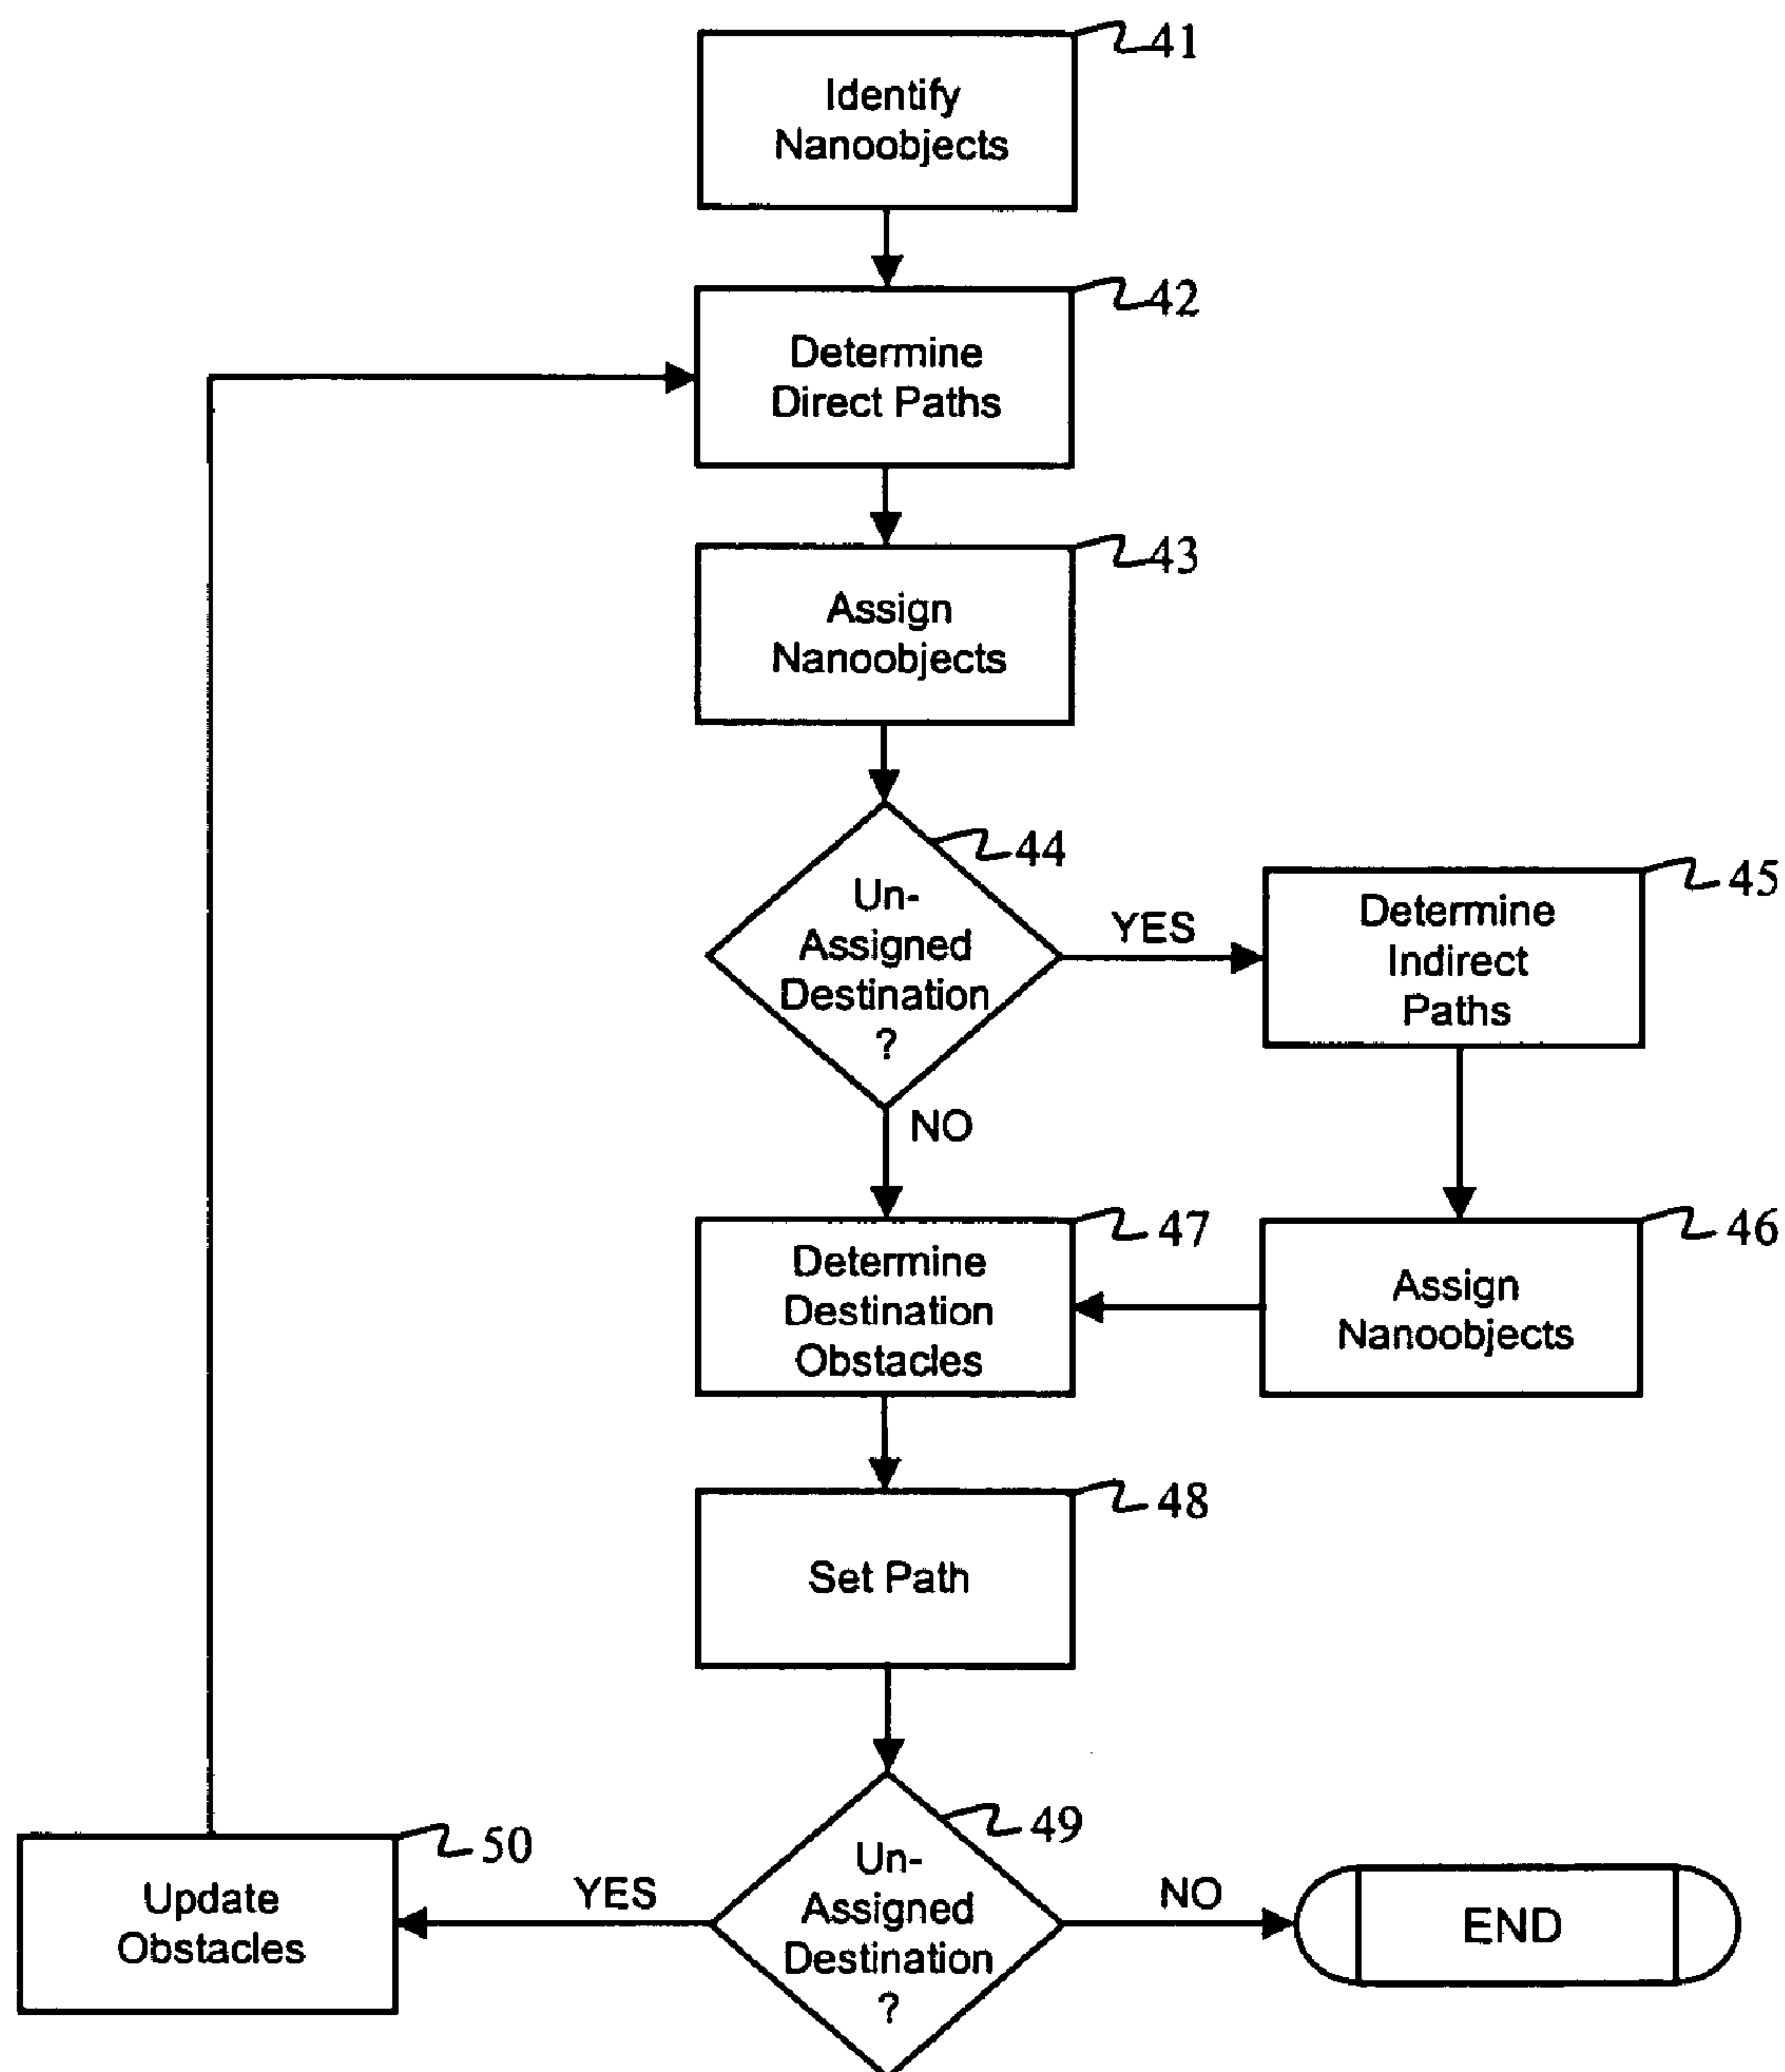 41
Identify
Nanoobjects
42
Determine
Direct Paths
43
Assign
Nanoobjects
44
Un-
Assigned
Destination
?
YES
45
Determine
Indirect
Paths
NO
47
Determine
Destination
Obstacles
46
Assign
Nanoobjects
48
Set Path
49
Un-
Assigned
Destination
?
YES
50
Update
Obstacles
NO
END